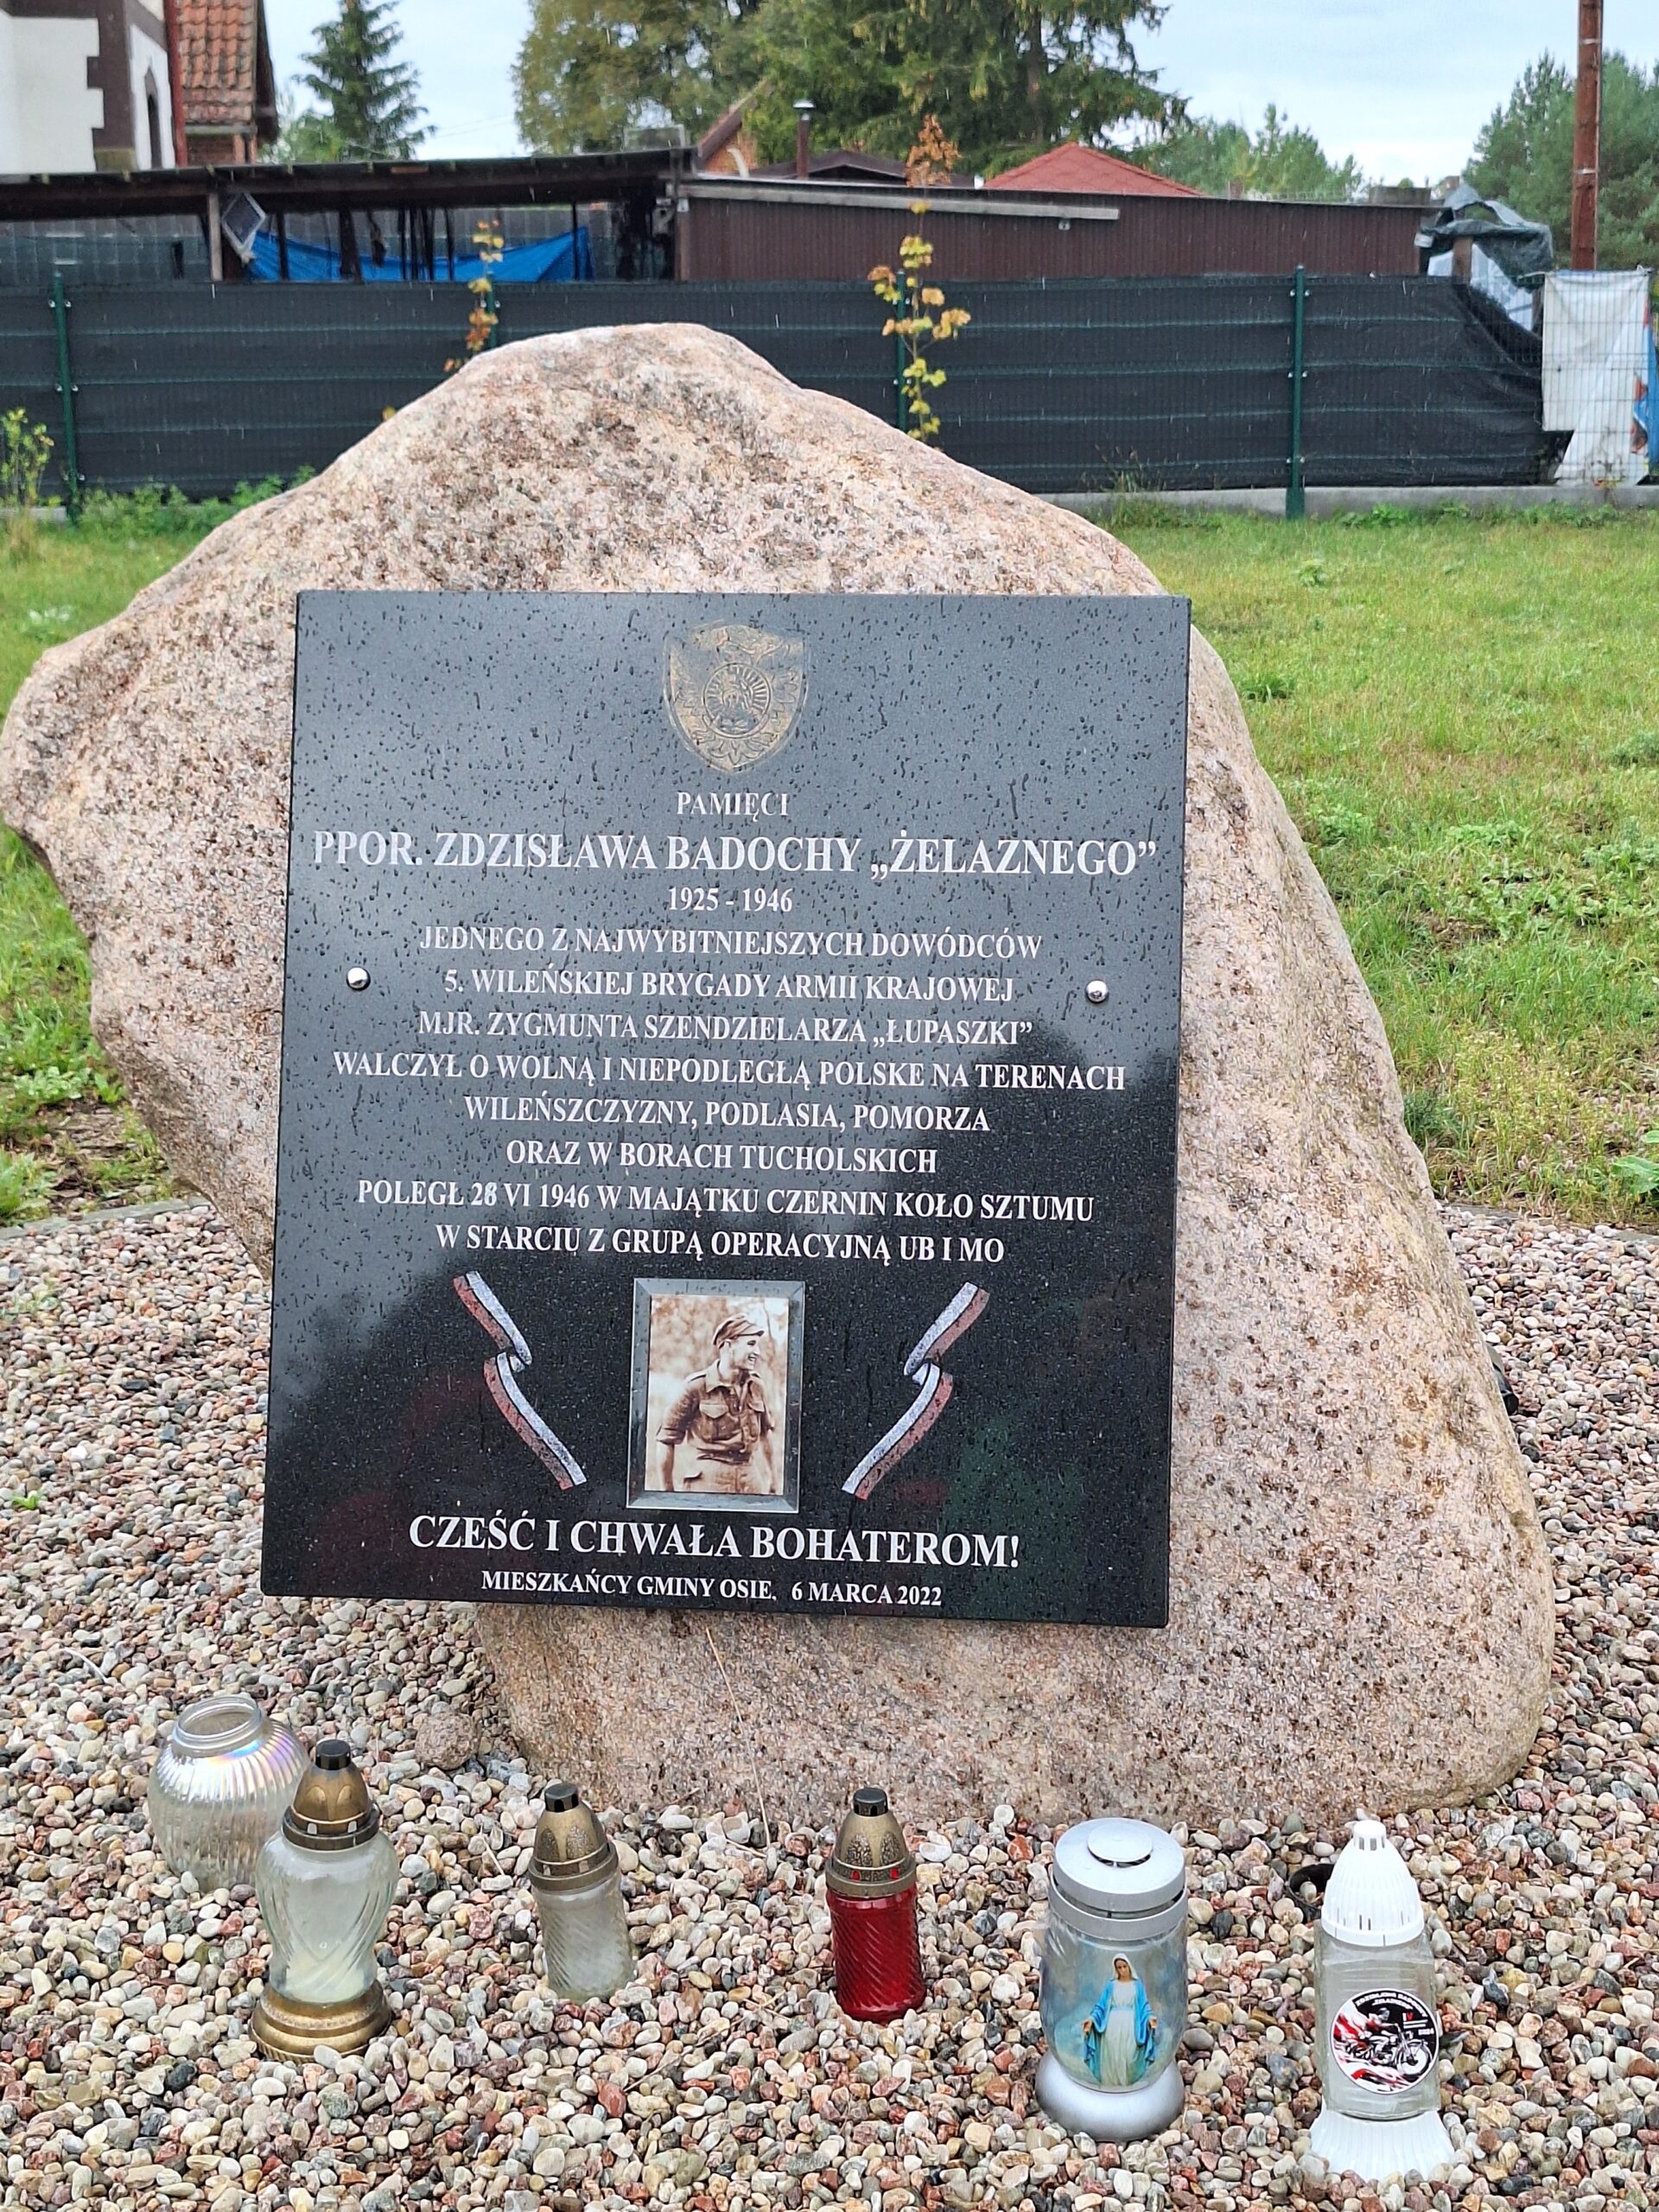 PAMIĘCI
PPOR. ZDZISŁAWA BADOCHY „ŻELAZNEGO”
1925 - 1946
JEDNEGO Z NAJWYBITNIEJSZYCH DOWÓDCÓW
5. WILEŃSKIEJ BRYGADY ARMII KRAJOWEJ
MJR. ZYGMUNTA SZENDZIELARZA „ŁUPASZKI”
WALCZYŁ O WOLNĄ I NIEPODLEGŁĄ POLSKE NA TERENACH
WILEŃSZCZYZNY, PODLASIA, POMORZA
ORAZ W BORACH TUCHOLSKICH
POLEGŁ 28 VI 1946 W MAJĄTKU CZERNIN KOŁO SZTUMU
W STARCIU Z GRUPĄ OPERACYJNĄ UB I MO
CZEŚĆ I CHWAŁA BOHATEROM!
MIESZKAŃCY GMINY OSIE, 6 MARCA 2022